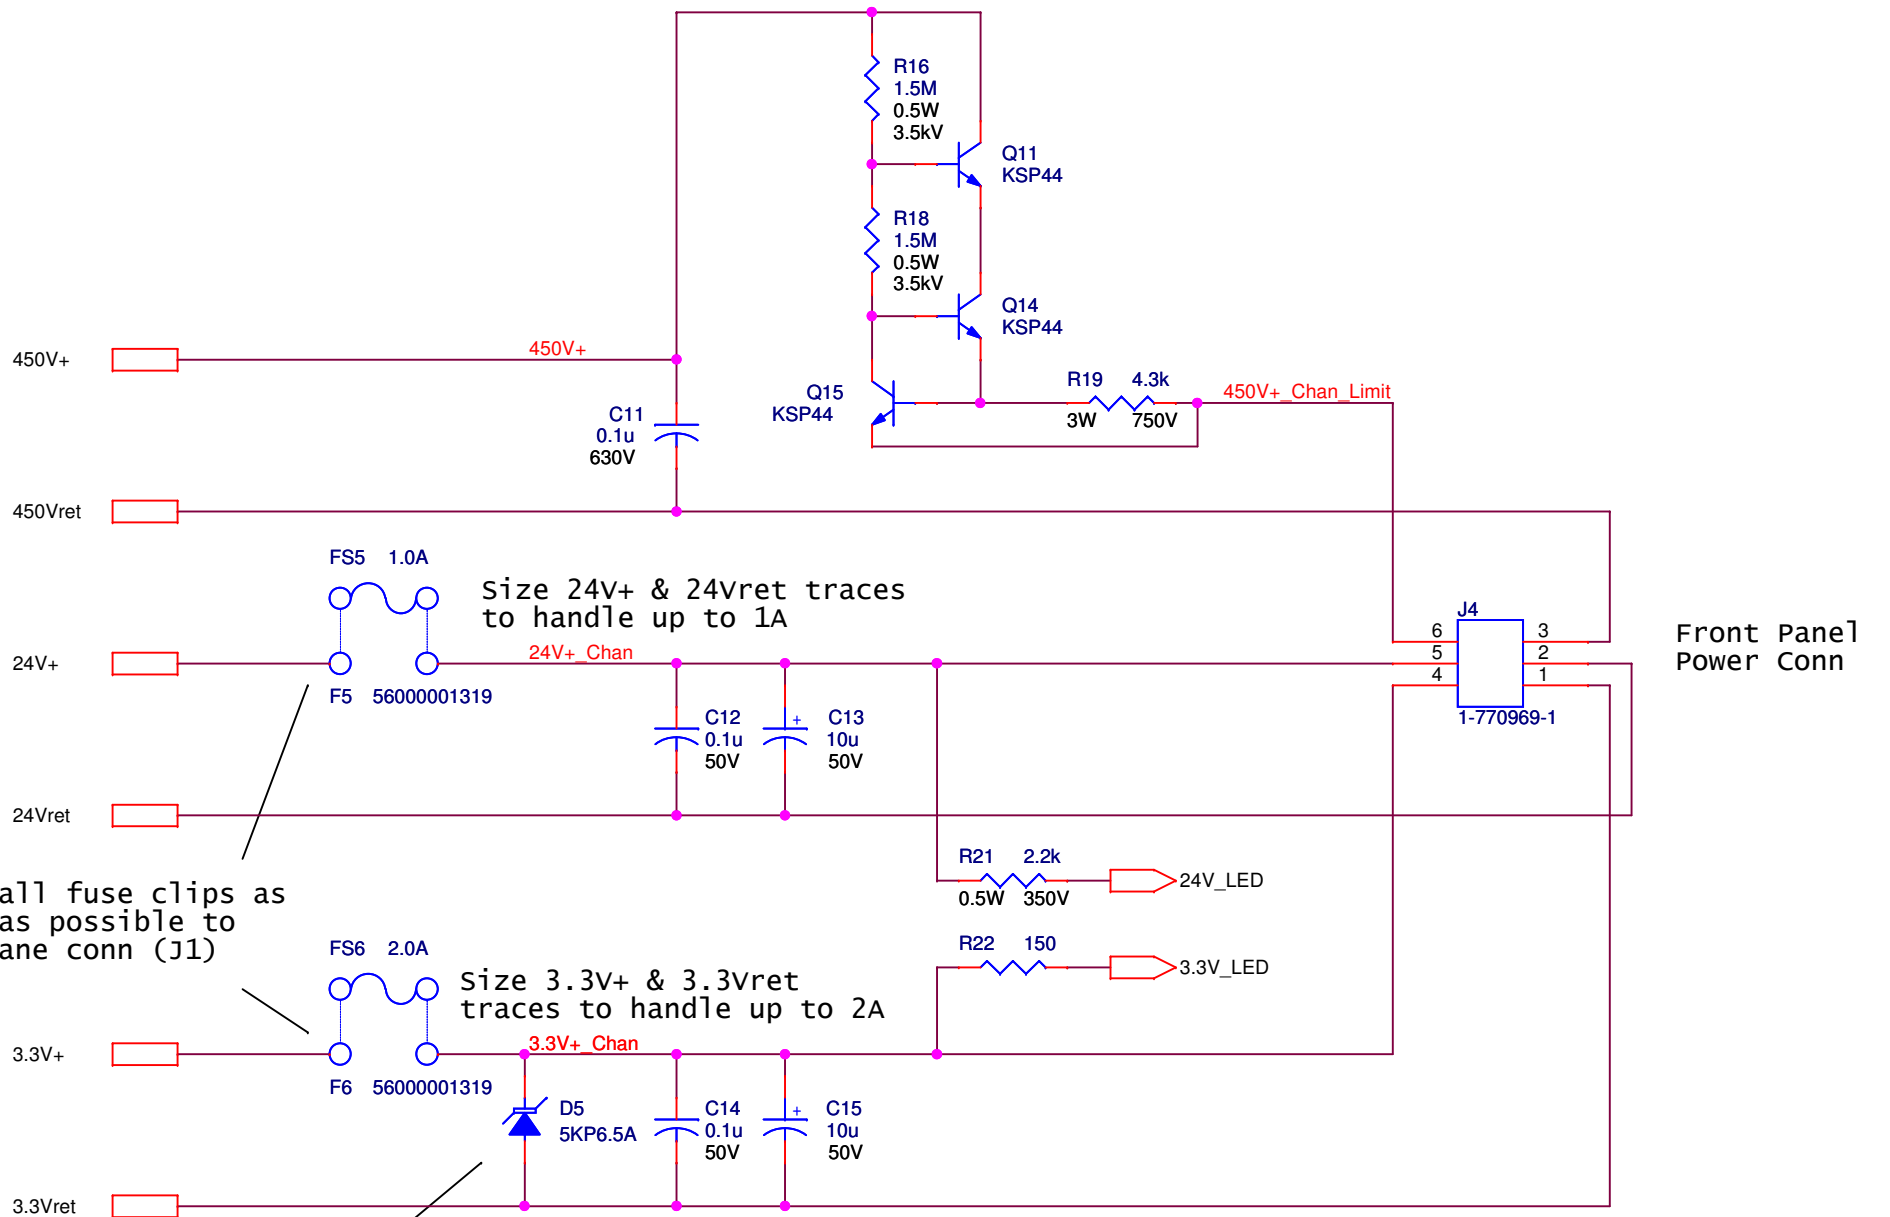 R16
1.5M
0.5W
3.5kV
Q11
KSP44
R18
1.5M
0.5W
3.5kV
Q14
KSP44
450V+
450V+
Q15
KSP44
R19 4.3k
3W 750V
450V+_Chan_Limit
C11
0.1u
630V
450Vret
FS5 1.0A
Size 24V+ & 24Vret traces
to handle up to 1A
24V+
24V+_Chan
F5 56000001319
J4
6 3
5 2
4 1
1-770969-1
Front Panel
Power Conn
C12
0.1u
50V
+
C13
10u
50V
24Vret
R21 2.2k
0.5W 350V
24V_LED
all fuse clips as
as possible to
ane conn (J1)
R22 150
3.3V_LED
FS6 2.0A
Size 3.3V+ & 3.3Vret
traces to handle up to 2A
3.3V+
3.3V+_Chan
F6 56000001319
D5
5KP6.5A
C14
0.1u
50V
+
C15
10u
50V
3.3Vret